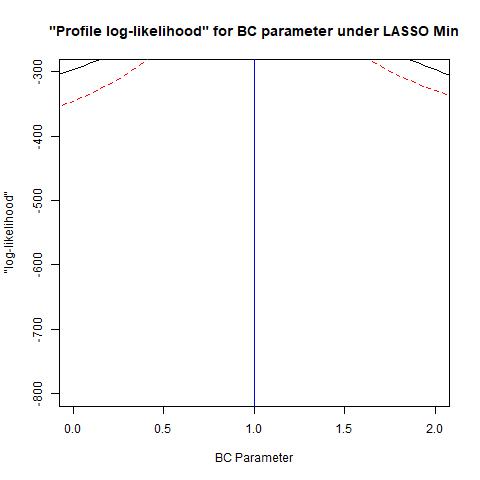 "Profile log-likelihood" for BC parameter under LASSO Min
"log-likelihood"
-300
-400
-500
-600
-700
-800
0.0 0.5 1.0 1.5 2.0
BC Parameter